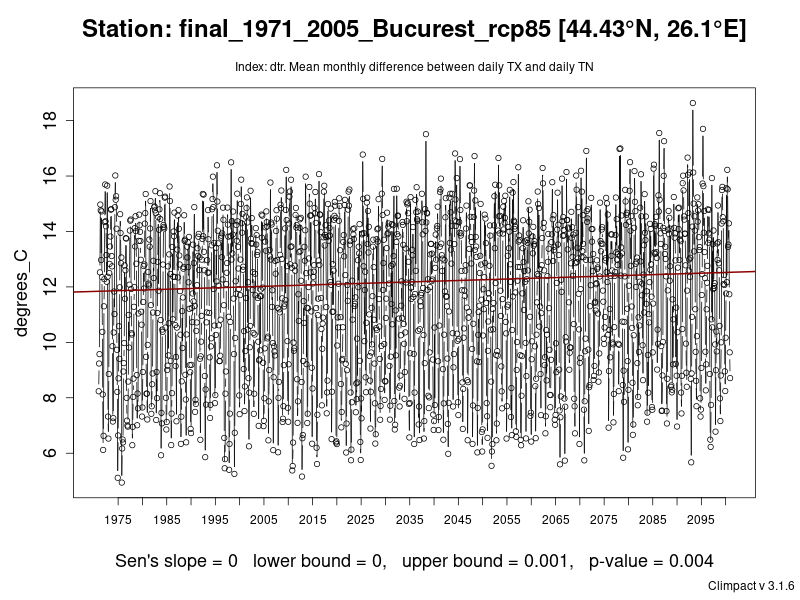 Station: final_1971_2005_Bucurest_rcp85 [44.43°N, 26.1°E]
Index: dtr. Mean monthly difference between daily TX and daily TN
degrees_C
18
16
14
12
10
8
6
1975 1985 1995 2005 2015 2025 2035 2045 2055 2065 2075 2085 2095
Sen's slope = 0 lower bound = 0, upper bound = 0.001, p-value = 0.004
Climpact v 3.1.6